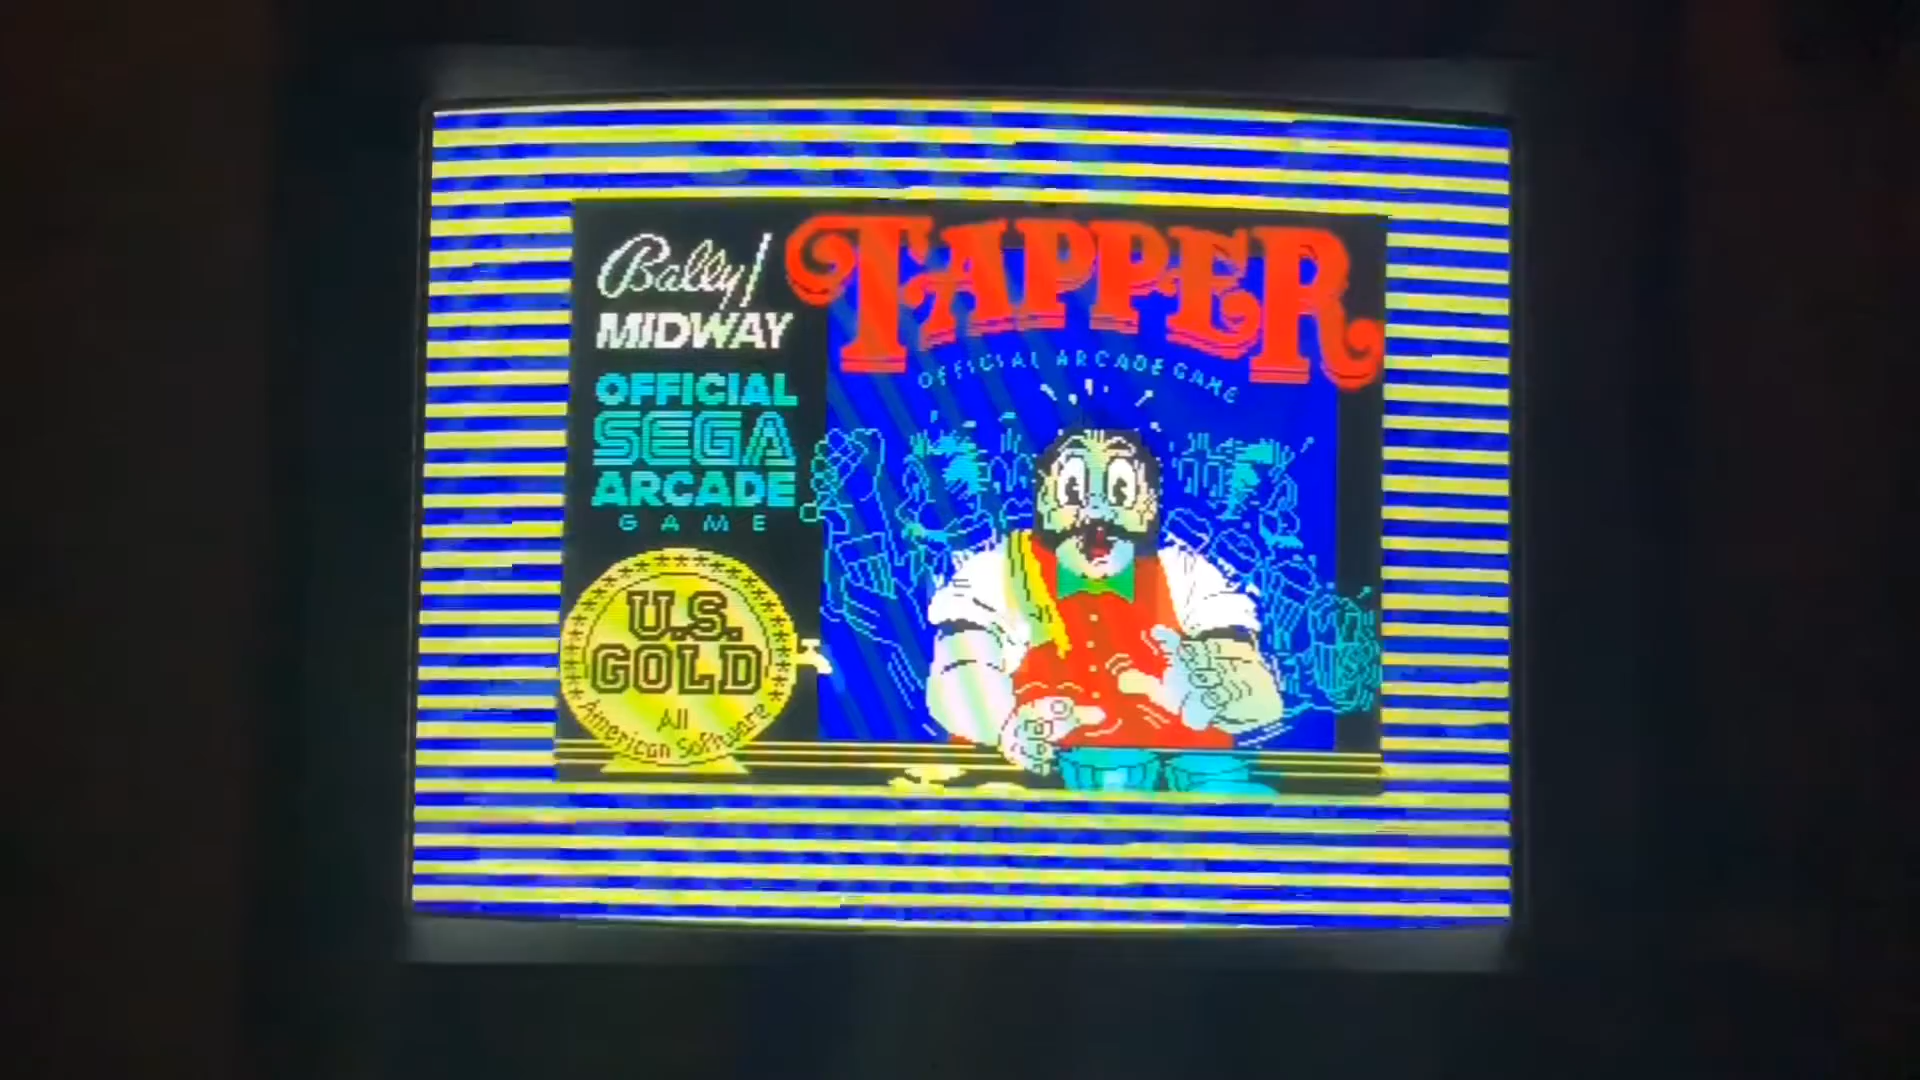 Bally/
MIDWAY
OFFICIAL
SEGA
ARCADE
GAME
U.S.
GOLD
All
American Software
TAPPER
OFFICIAL ARCADE GAME